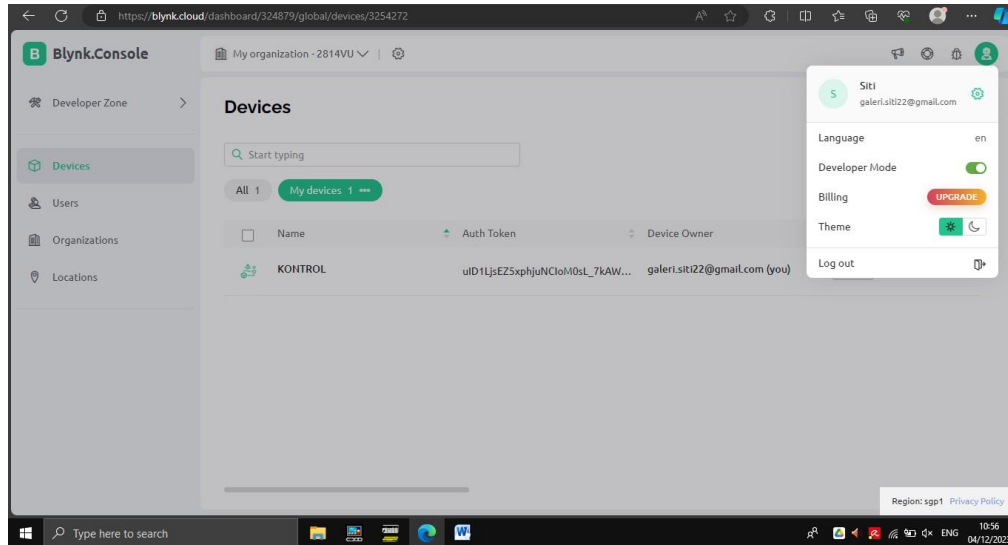 https://blynk.cloud/dashboard/324879/global/devices/3254272
B Blynk.Console
My organization - 2814VU
Developer Zone
Devices
Users
Organizations
Locations
Devices
Start typing
All 1
My devices 1
Name Auth Token Device Owner
KONTROL uID1LjsEZ5xphjuNCIoM0sL_7kAW... galeri.siti22@gmail.com (you)
S
Siti
galeri.siti22@gmail.com
Language en
Developer Mode
Billing UPGRADE
Theme
Log out
Region: sgp1 Privacy Policy
Type here to search
ENG
10:56